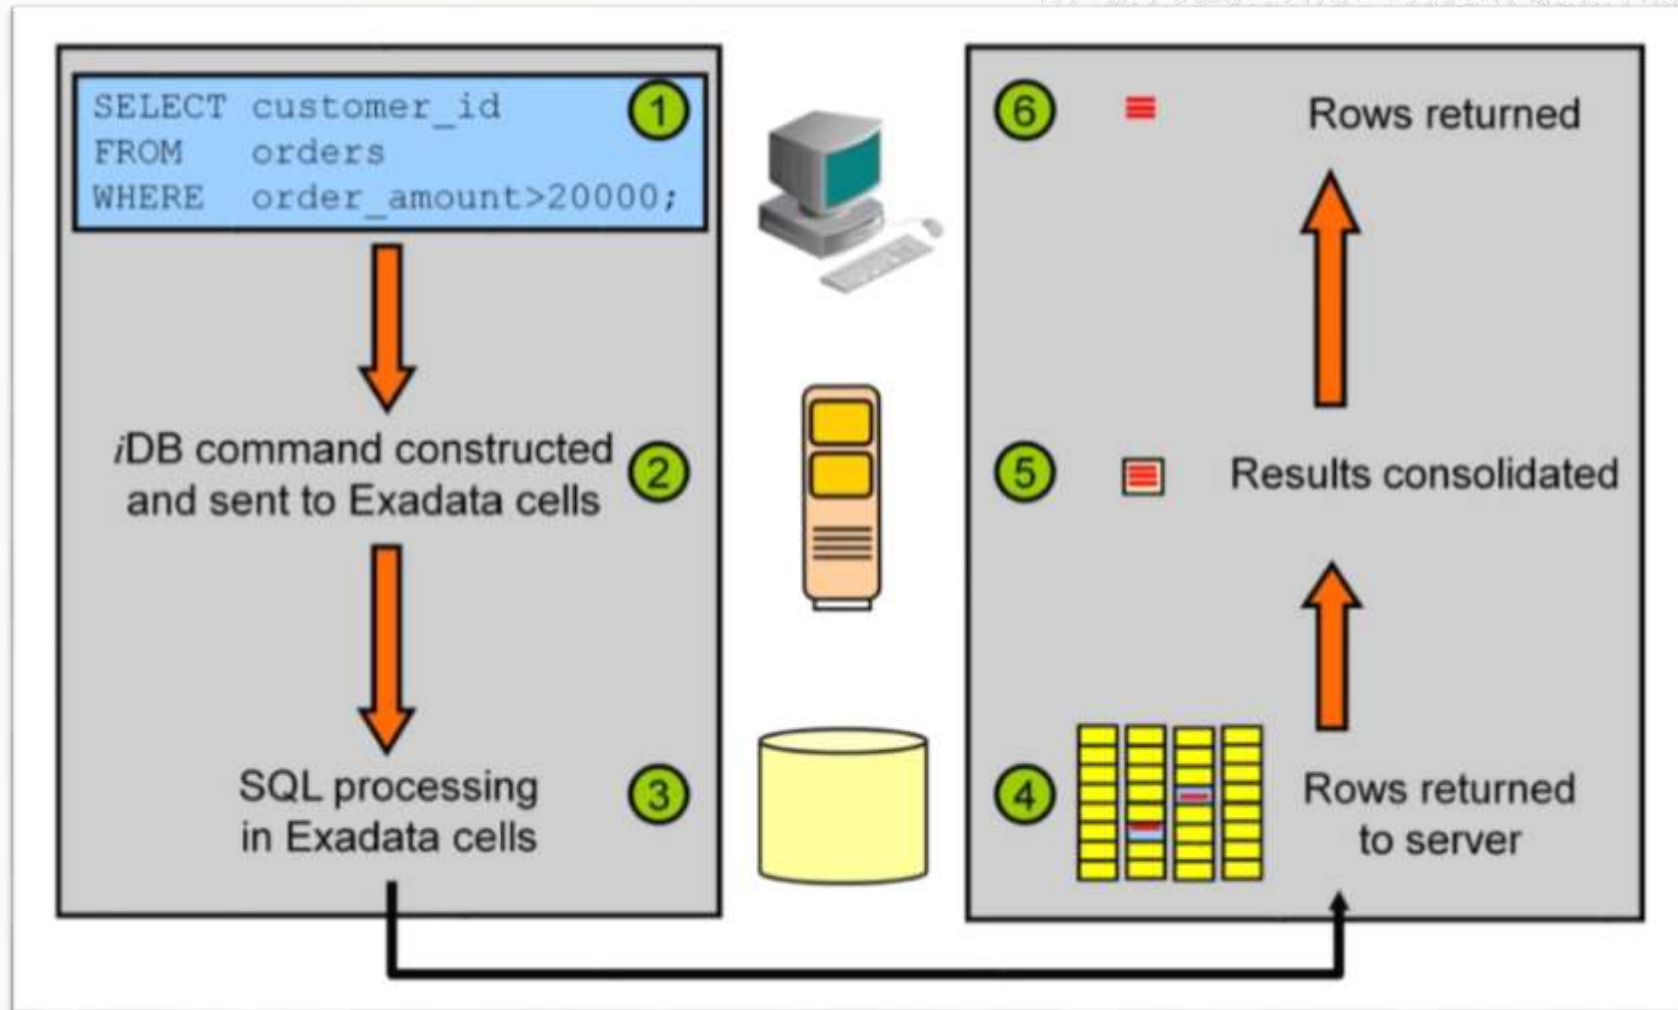 SELECT customer_id
FROM orders
WHERE order_amount>20000;
1
iDB command constructed
and sent to Exadata cells
2
SQL processing
in Exadata cells
3
4
Rows returned
to server
5
Results consolidated
6
Rows returned